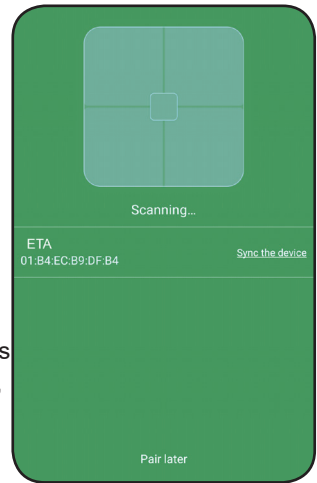 Scanning...
ETA
01:B4:EC:B9:DF:B4
Sync the device
s
Pair later